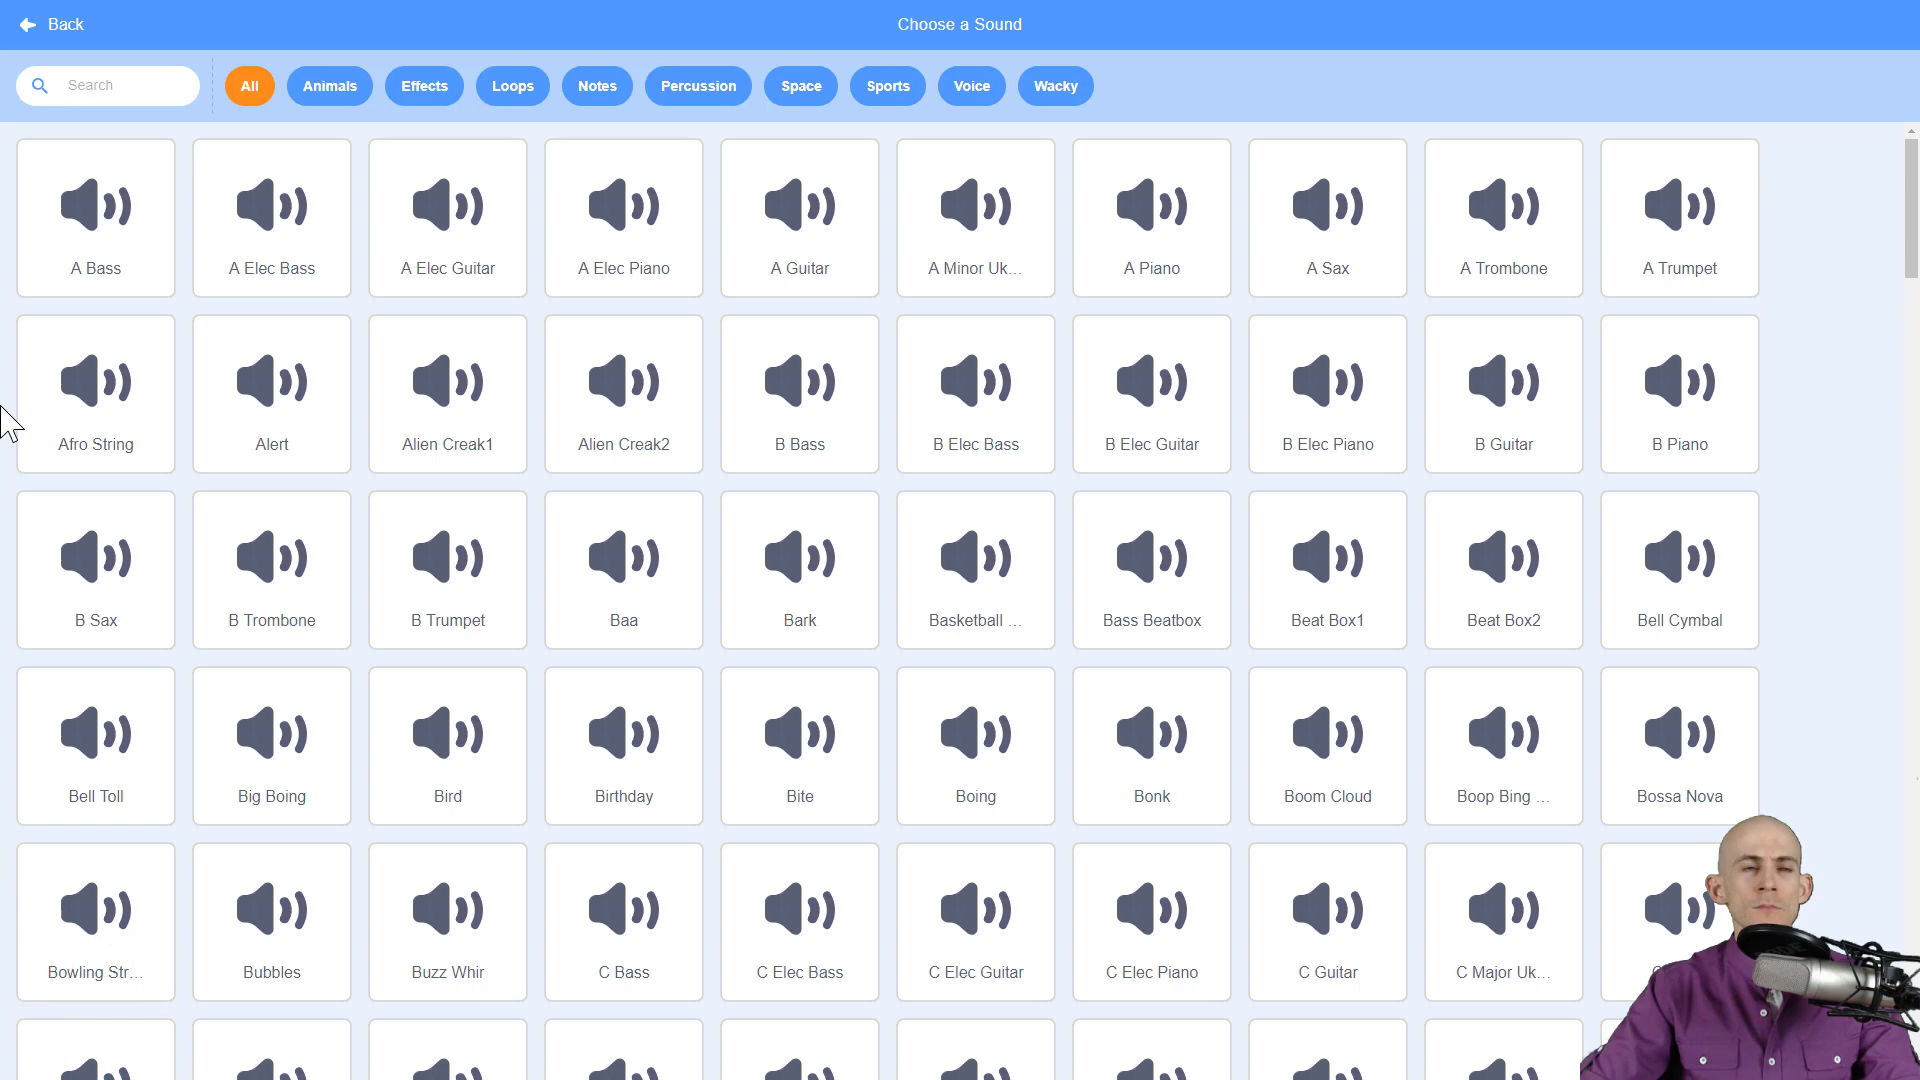 Back
Choose a Sound
Search
All
Animals
Effects
Loops
Notes
Percussion
Space
Sports
Voice
Wacky
A Bass
A Elec Bass
A Elec Guitar
A Elec Piano
A Guitar
A Minor Uk...
A Piano
A Sax
A Trombone
A Trumpet
Afro String
Alert
Alien Creak1
Alien Creak2
B Bass
B Elec Bass
B Elec Guitar
B Elec Piano
B Guitar
B Piano
B Sax
B Trombone
B Trumpet
Baa
Bark
Basketball ...
Bass Beatbox
Beat Box1
Beat Box2
Bell Cymbal
Bell Toll
Big Boing
Bird
Birthday
Bite
Boing
Bonk
Boom Cloud
Boop Bing ...
Bossa Nova
Bowling Str...
Bubbles
Buzz Whir
C Bass
C Elec Bass
C Elec Guitar
C Elec Piano
C Guitar
C Major Uk...